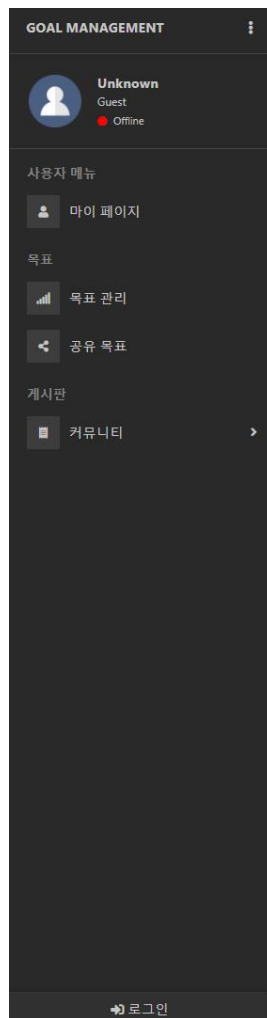 GOAL MANAGEMENT
Unknown
Guest
Offline
사용자 메뉴
마이 페이지
목표
목표 관리
공유 목표
게시판
커뮤니티
로그인